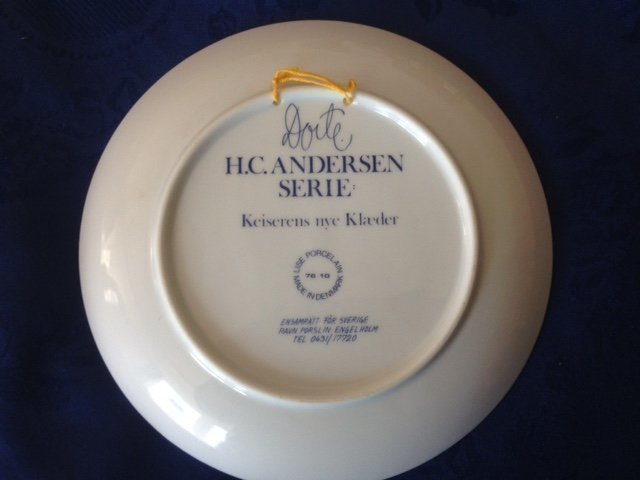 Dorte
H.C. ANDERSEN
SERIE:
Keiserens nye Klæder
LISE PORCELAIN
78-10
MADE IN DENMARK
ENSAMRÄTT FÖR SVERIGE
RAVN PORSLIN ENGELHOLM
TEL 0431/17720